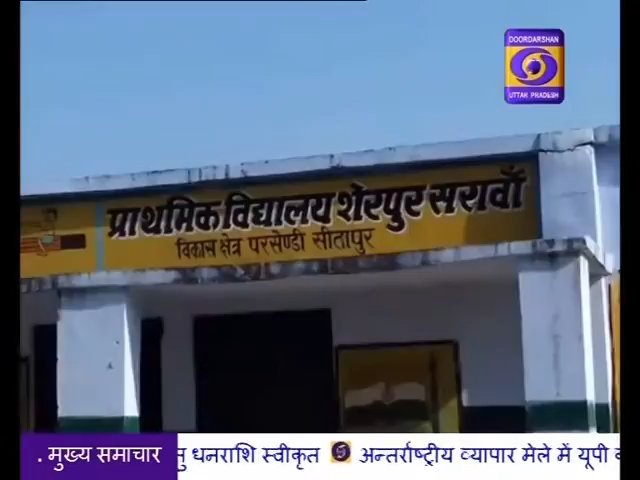 DOORDARSHAN
UTTAR PRADESH
प्राथमिक विद्यालय शेरपुर सरावाँ
विकास क्षेत्र परसेण्डी सीतापुर
. मुख्य समाचार
धनराशि स्वीकृत अन्तर्राष्ट्रीय व्यापार मेले में यूपी